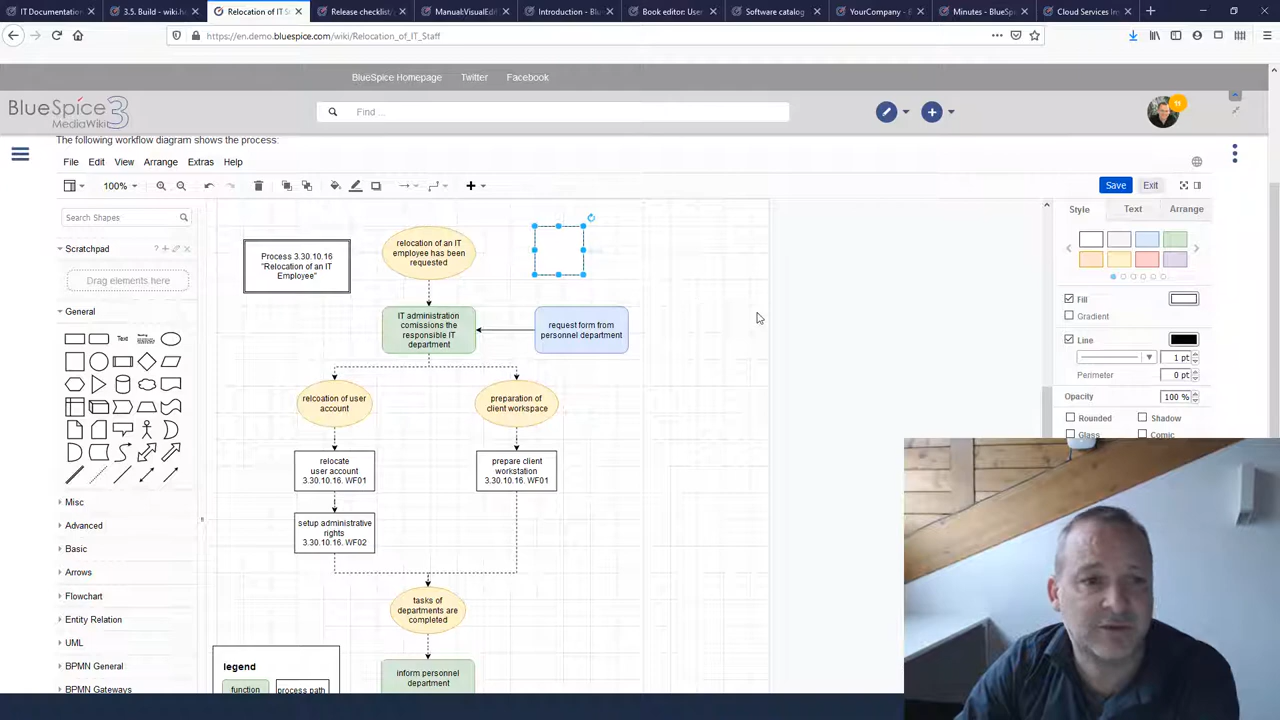 IT Documentation
3.5. Build - wiki.h
Relocation of IT S
Release checklist/
Manual:VisualEdi
Introduction - Blu
Book editor: User
Software catalog
YourCompany - B
Minutes - BlueSp
Cloud Services In
https://en.demo.bluespice.com/wiki/Relocation_of_IT_Staff
BlueSpice Homepage
Twitter
Facebook
BlueSpice 3
MediaWiki
Find ...
11
The following workflow diagram shows the process:
File
Edit
View
Arrange
Extras
Help
100%
Save
Exit
Search Shapes
Scratchpad
Drag elements here
General
Text
Misc
Advanced
Basic
Arrows
Flowchart
Entity Relation
UML
BPMN General
BPMN Gateways
Process 3.30.10.16
"Relocation of an IT
Employee"
relocation of an IT
employee has been
requested
IT administration
comissions the
responsible IT
department
request form from
personnel department
relcoation of user
account
preparation of
client workspace
relocate
user account
3.30.10.16. WF01
prepare client
workstation
3.30.10.16. WF01
setup administrative
rights
3.30.10.16. WF02
tasks of
departments are
completed
inform personnel
department
legend
function
process path
Style
Text
Arrange
Fill
Gradient
Line
1 pt
Perimeter
0 pt
Opacity
100 %
Rounded
Shadow
Glass
Comic